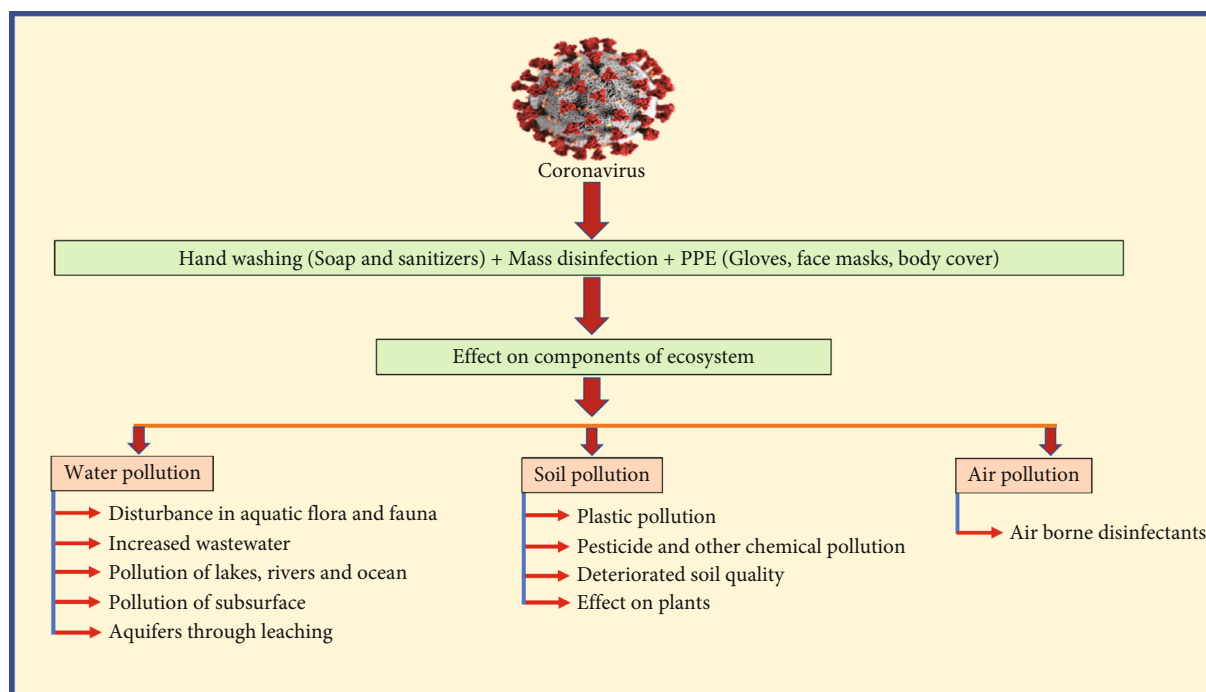 Coronavirus
Hand washing (Soap and sanitizers) + Mass disinfection + PPE (Gloves, face masks, body cover)
Effect on components of ecosystem
Water pollution
Disturbance in aquatic flora and fauna
Increased wastewater
Pollution of lakes, rivers and ocean
Pollution of subsurface
Aquifers through leaching
Soil pollution
Plastic pollution
Pesticide and other chemical pollution
Deteriorated soil quality
Effect on plants
Air pollution
Air borne disinfectants